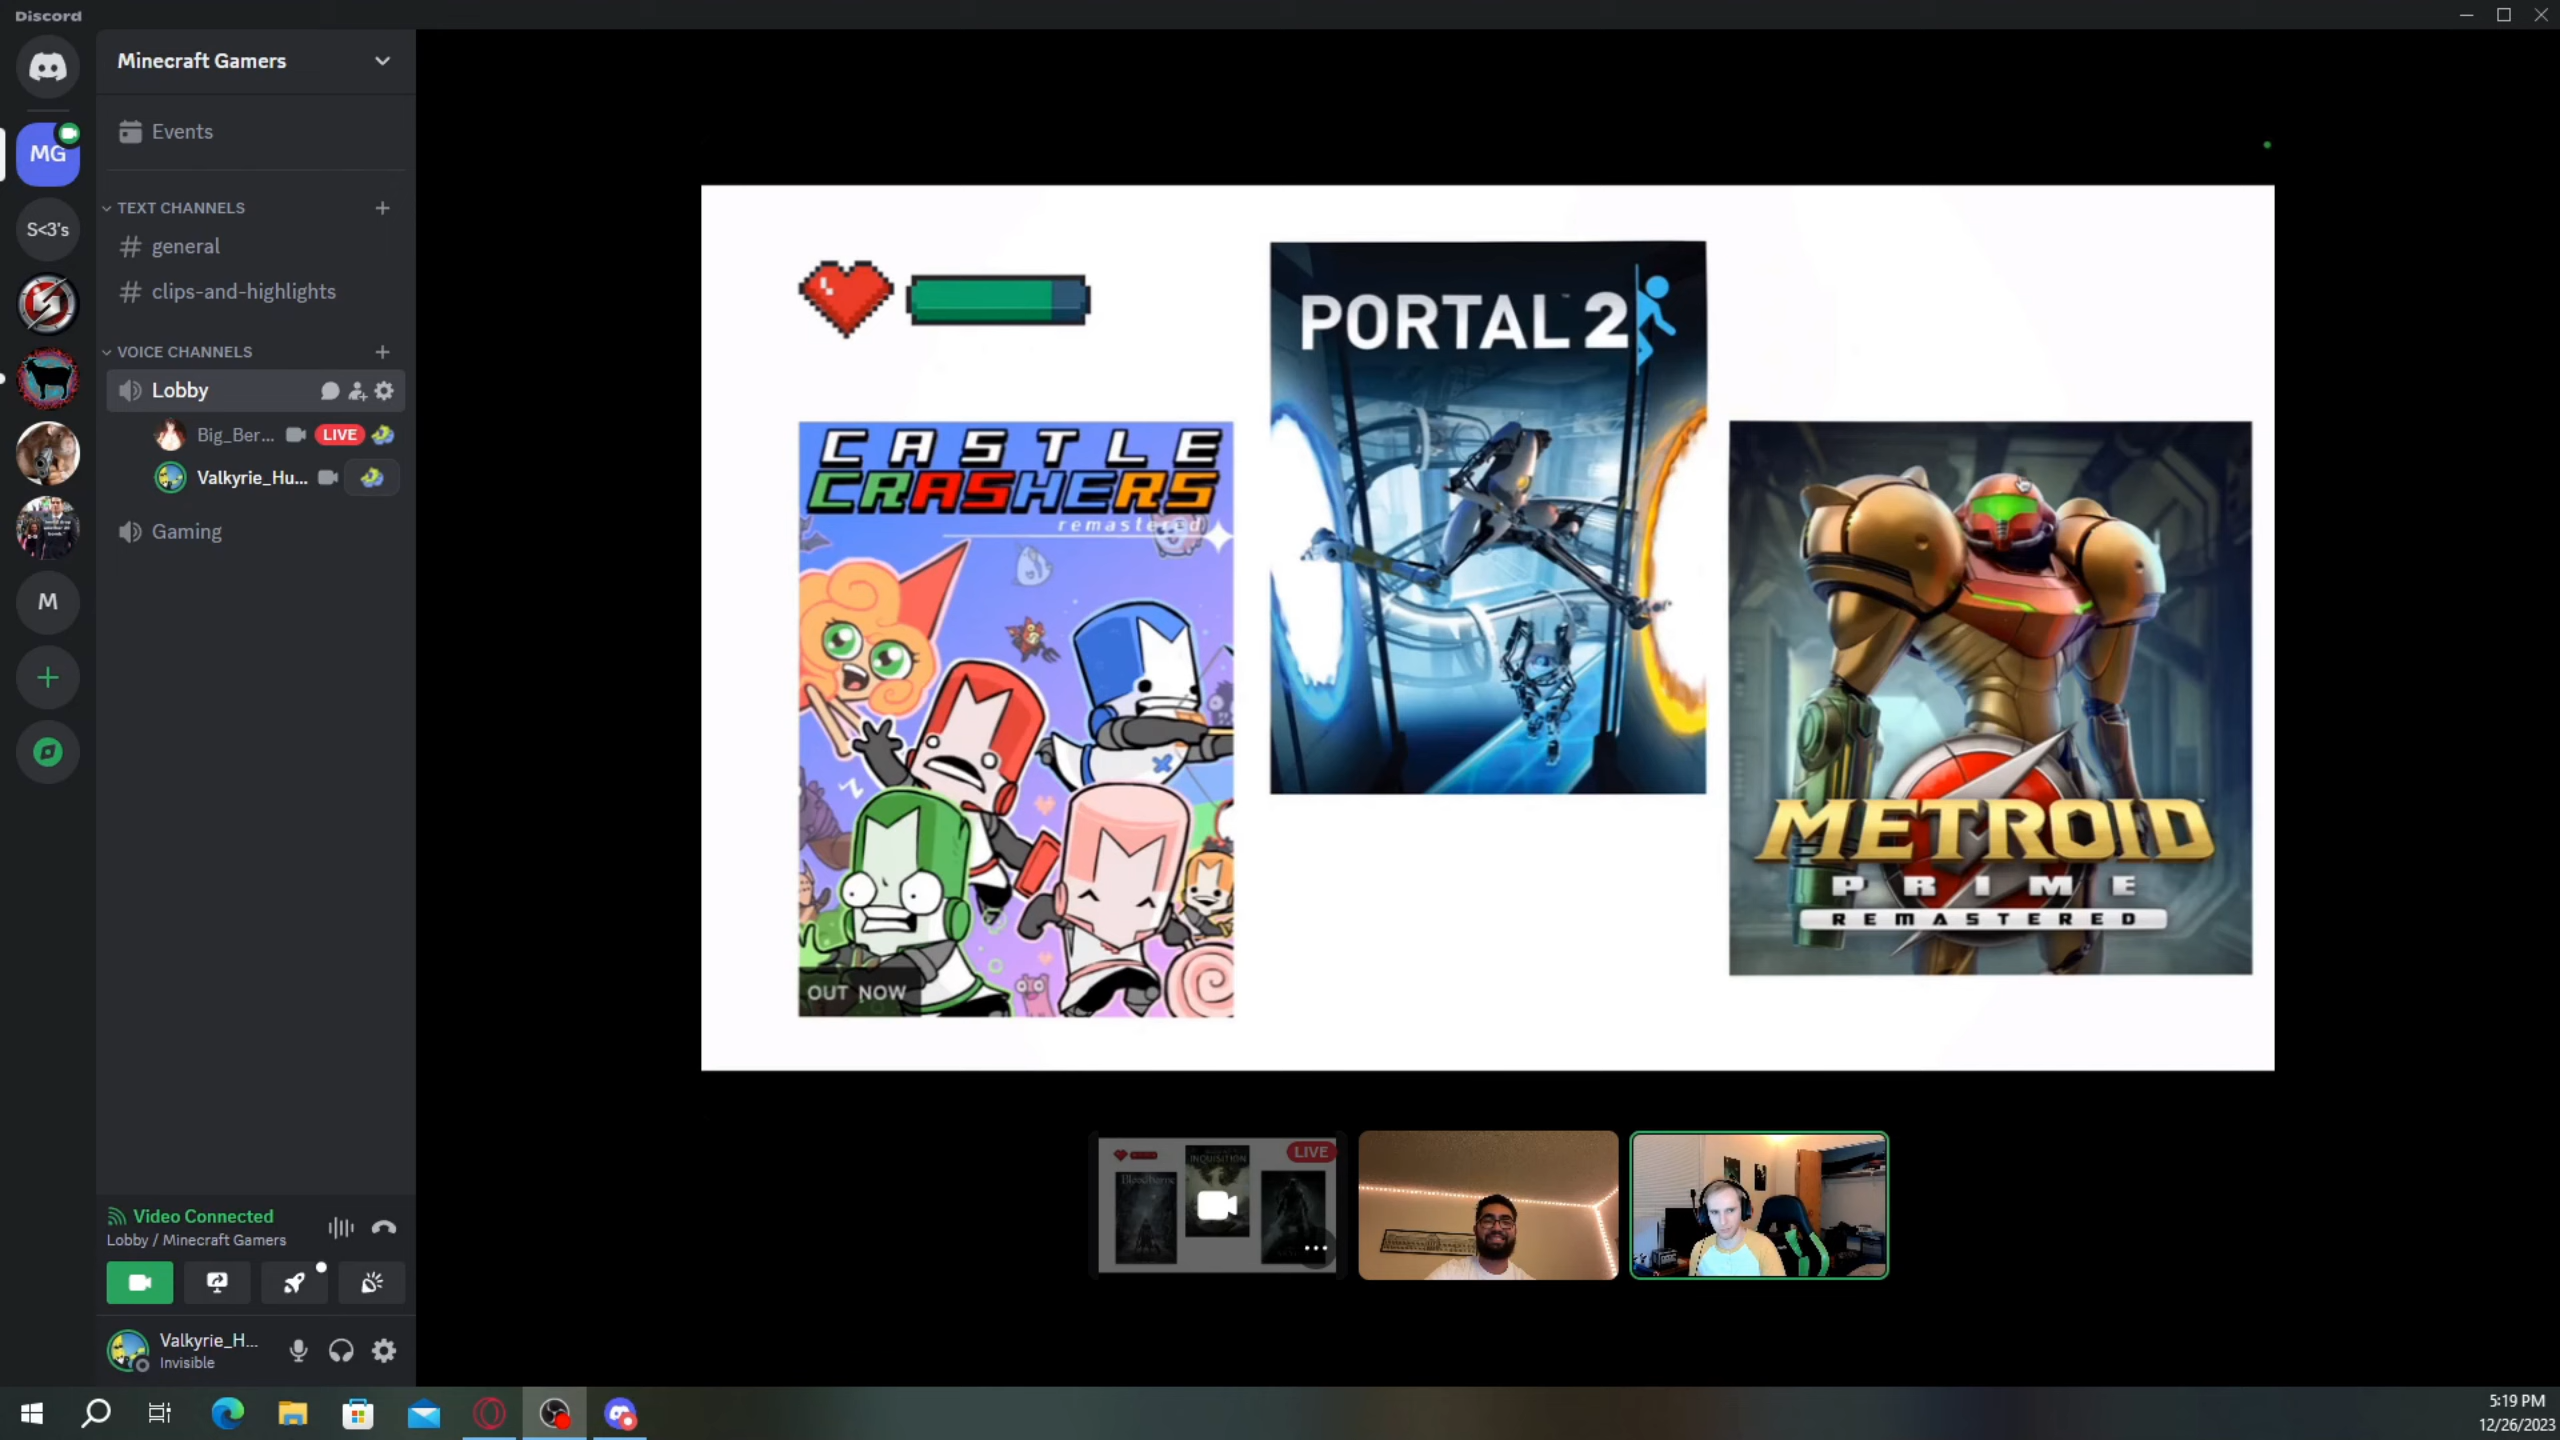 Discord
Minecraft Gamers
Events
MG
TEXT CHANNELS
S<3's
general
clips-and-highlights
VOICE CHANNELS
Lobby
Big_Ber...
LIVE
Valkyrie_Hu...
Gaming
M
PORTAL 2
CASTLE
CRASHERS
remastered
OUT NOW
METROID
PRIME
REMASTERED
LIVE
INQUISITION
Bloodborne
Video Connected
Lobby / Minecraft Gamers
Valkyrie_H...
Invisible
5:19 PM
12/26/2023